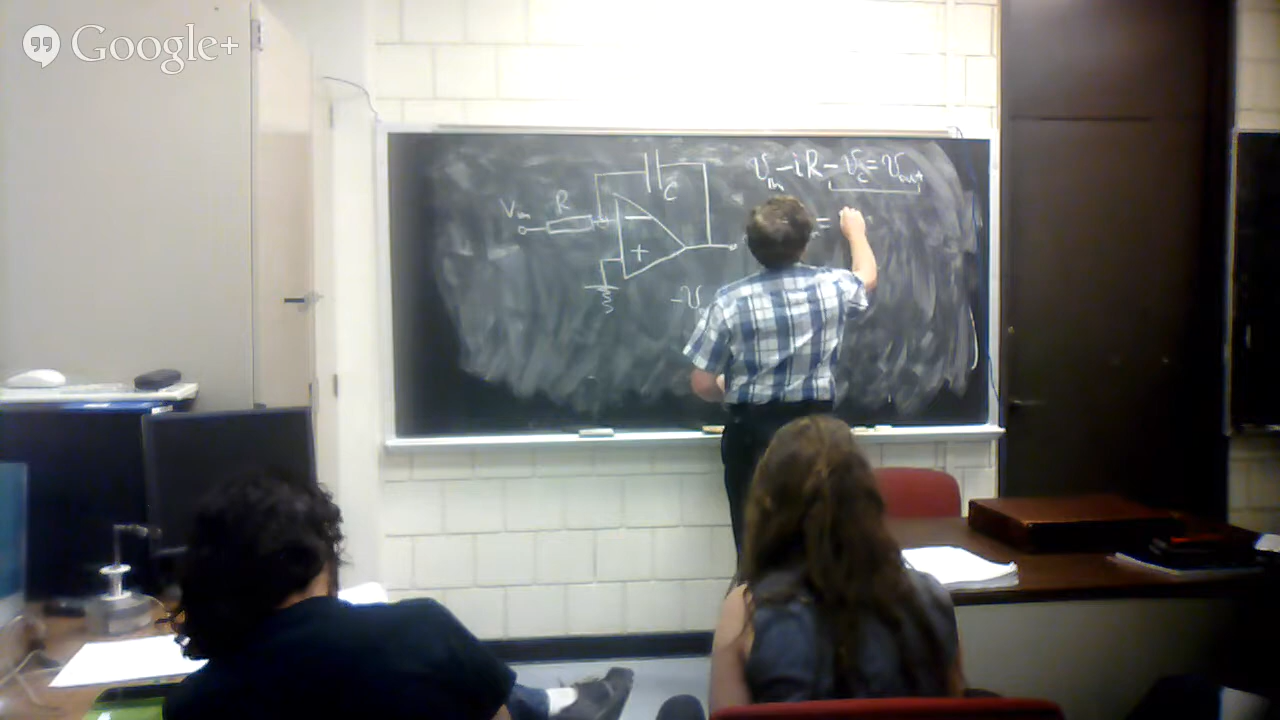 Google+
C
V_in - iR - V_c = V_out
R
V_in
-
+
=
-V